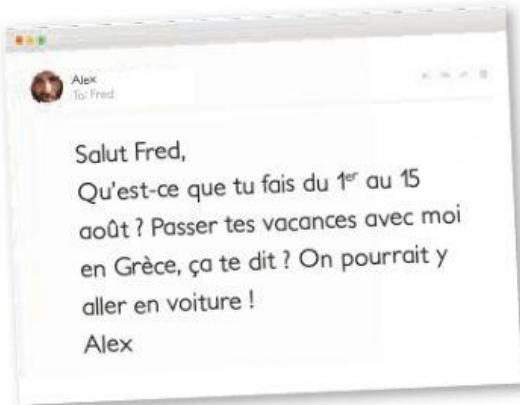 Alex
To: Fred
Salut Fred,
Qu'est-ce que tu fais du 1er au 15
août ? Passer tes vacances avec moi
en Grèce, ça te dit ? On pourrait y
aller en voiture !
Alex